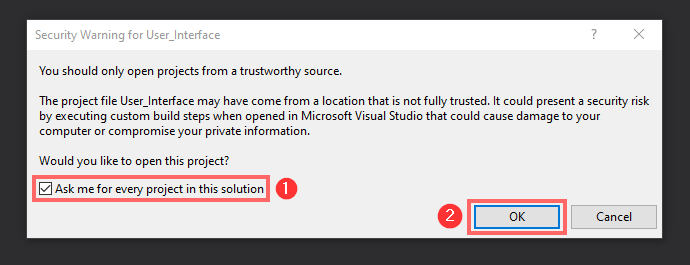 Security Warning for User_Interface
?
You should only open projects from a trustworthy source.
The project file User_Interface may have come from a location that is not fully trusted. It could present a security risk
by executing custom build steps when opened in Microsoft Visual Studio that could cause damage to your
computer or compromise your private information.
Would you like to open this project?
Ask me for every project in this solution
1
2
OK
Cancel